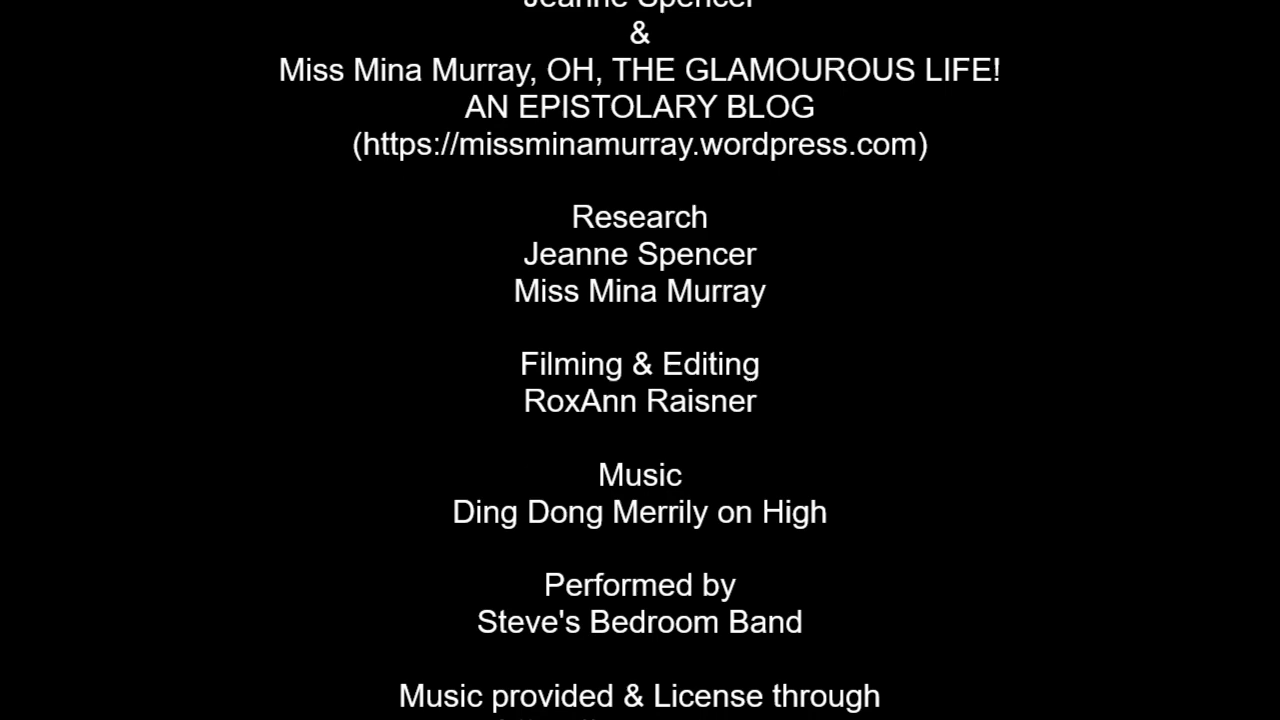 Jeanne Spencer
&
Miss Mina Murray, OH, THE GLAMOUROUS LIFE!
AN EPISTOLARY BLOG
(https://missminamurray.wordpress.com)
Research
Jeanne Spencer
Miss Mina Murray
Filming & Editing
RoxAnn Raisner
Music
Ding Dong Merrily on High
Performed by
Steve's Bedroom Band
Music provided & License through